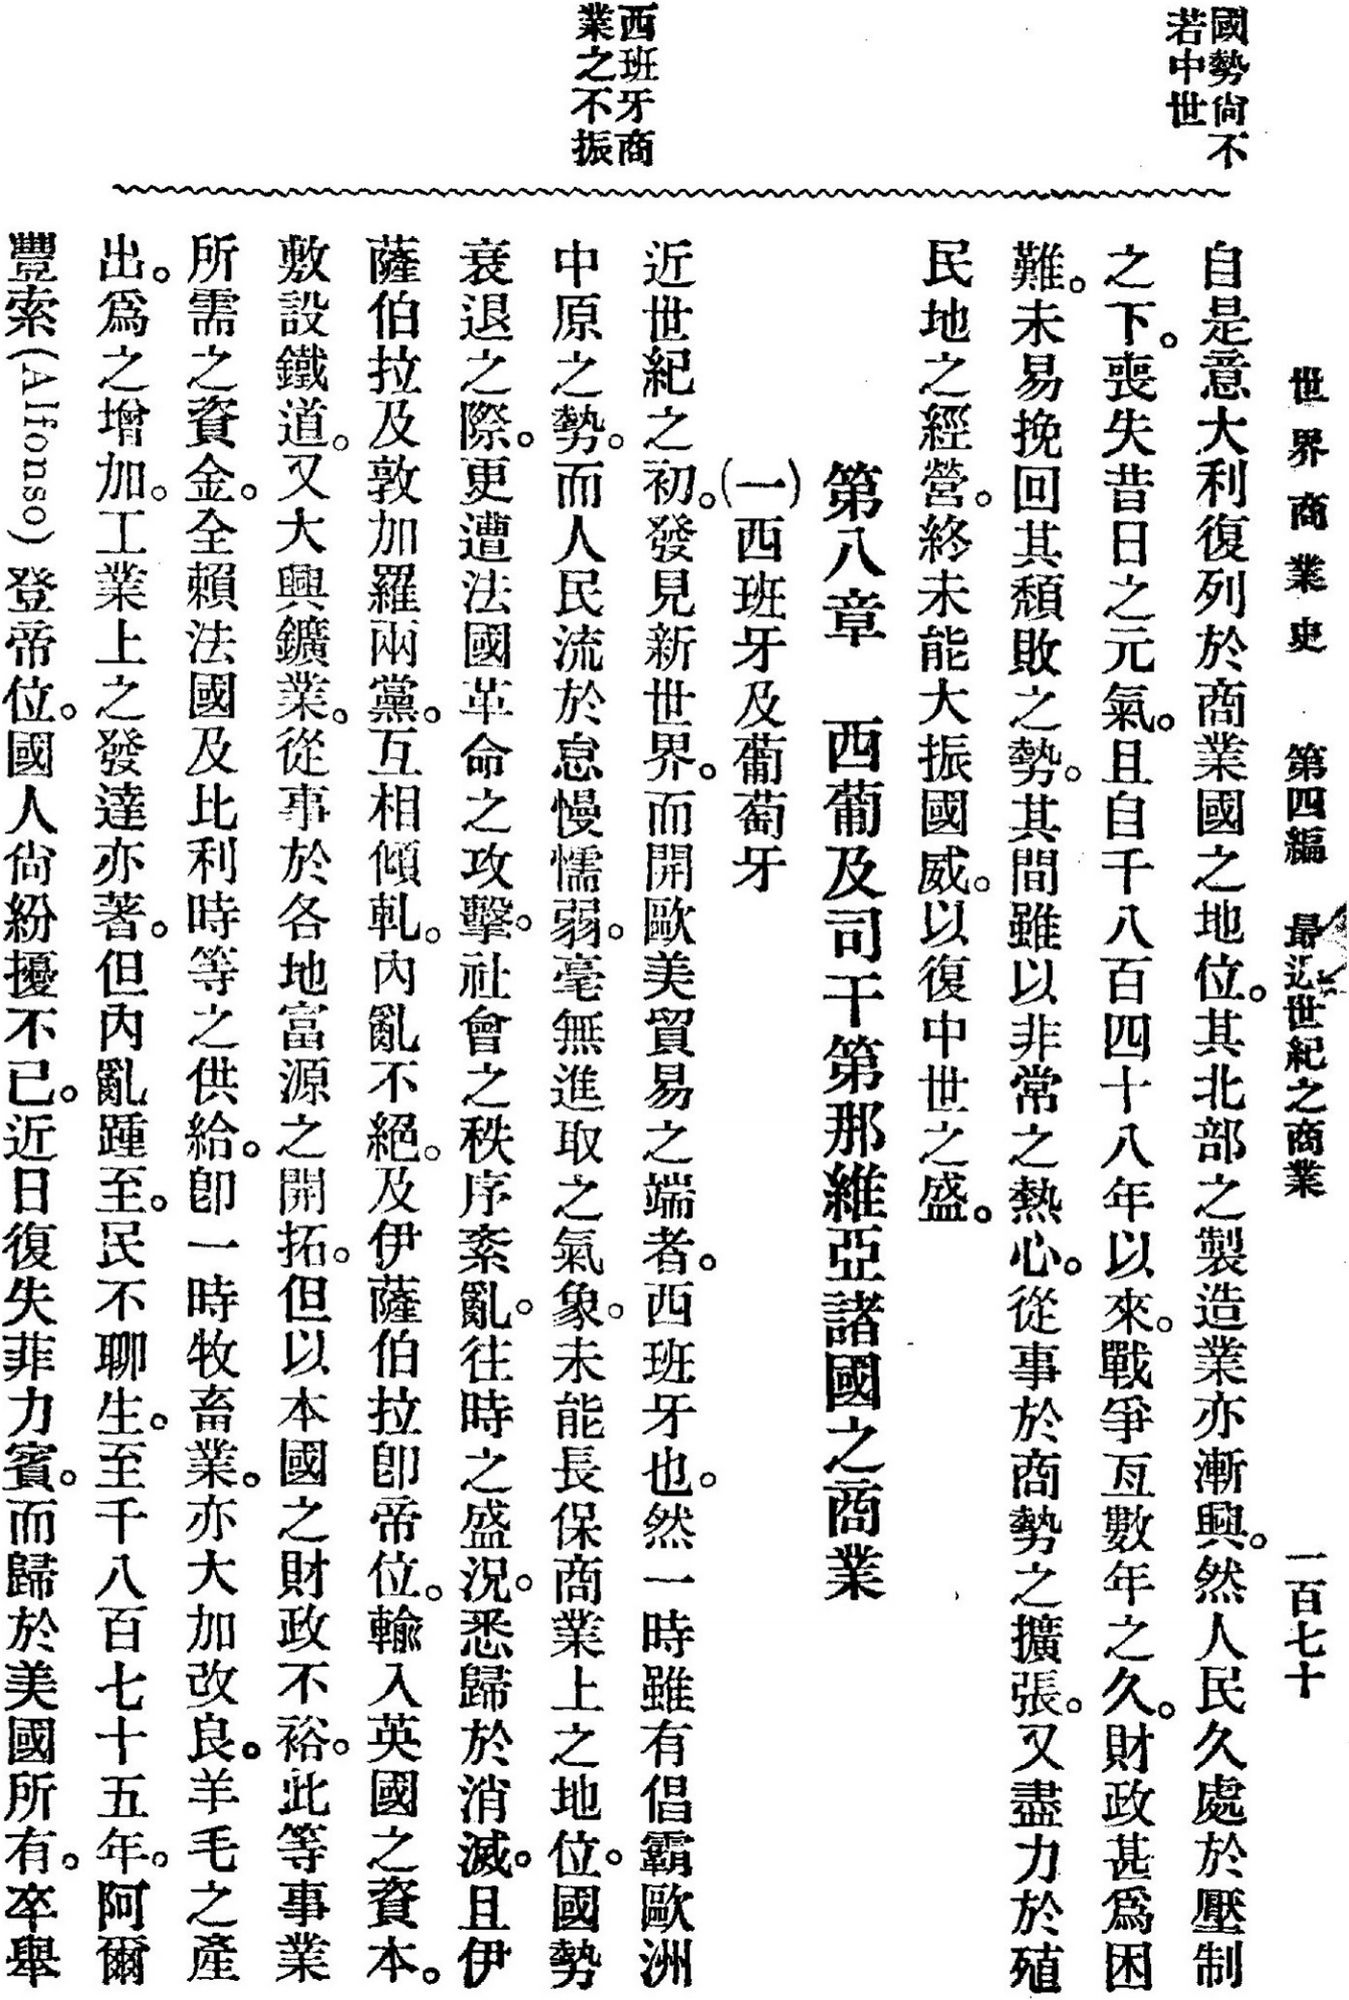 世界商業史　第四編　最近世紀之商業　一百七十
國勢尙不
若中世
自是意大利復列於商業國之地位。其北部之製造業亦漸興。然人民久處於壓制
之下。喪失昔日之元氣。且自千八百四十八年以來。戰爭亙數年之久。財政甚爲困
難。未易挽回其頹敗之勢。其間雖以非常之熱心。從事於商勢之擴張。又盡力於殖
民地之經營。終未能大振國威。以復中世之盛。
第八章　西葡及司干第那維亞諸國之商業
(一)西班牙及葡萄牙
西班牙商
業之不振
近世紀之初。發見新世界。而開歐美貿易之端者。西班牙也。然一時雖有倡霸歐洲
中原之勢。而人民流於怠慢懦弱。毫無進取之氣象。未能長保商業上之地位。國勢
衰退之際。更遭法國革命之攻擊。社會之秩序紊亂。往時之盛況。悉歸於消滅。且伊
薩伯拉及敦加羅兩黨。互相傾軋。內亂不絕。及伊薩伯拉卽帝位。輸入英國之資本。
敷設鐵道。又大興鑛業。從事於各地富源之開拓。但以本國之財政不裕。此等事業
所需之資金。全賴法國及比利時等之供給。卽一時牧畜業。亦大加改良。羊毛之產
出。爲之增加。工業上之發達亦著。但內亂踵至。民不聊生。至千八百七十五年。阿爾
豐索(Alfonso)登帝位。國人尙紛擾不已。近日復失菲力賓。而歸於美國所有。卒舉